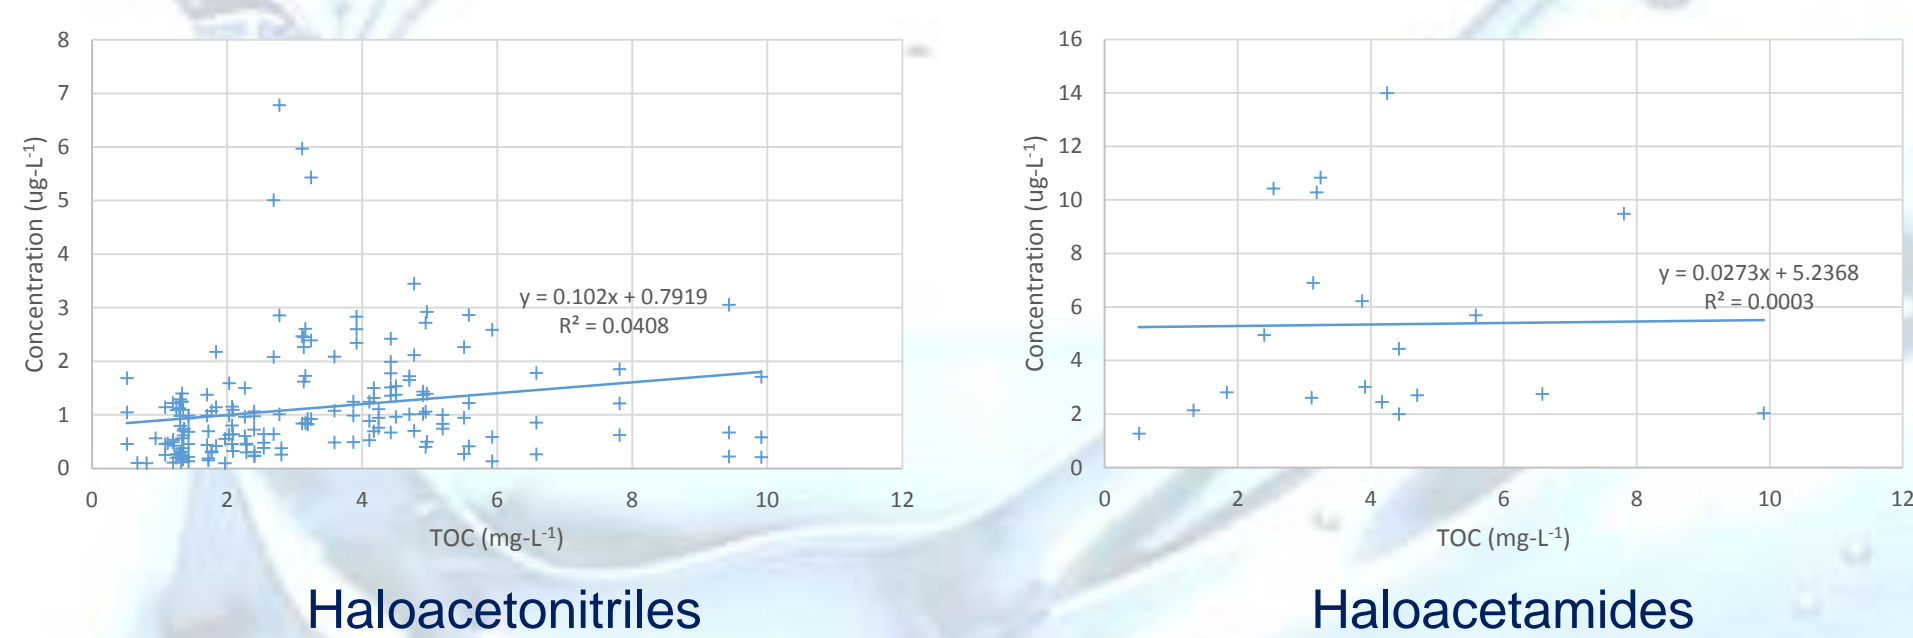 8
7
6
5
4
3
2
1
0
Concentration (ug-L⁻¹)
y = 0.102x + 0.7919
R² = 0.0408
0 2 4 6 8 10 12
TOC (mg-L⁻¹)
Haloacetonitriles
16
14
12
10
8
6
4
2
0
Concentration (ug-L⁻¹)
y = 0.0273x + 5.2368
R² = 0.0003
0 2 4 6 8 10 12
TOC (mg-L⁻¹)
Haloacetamides